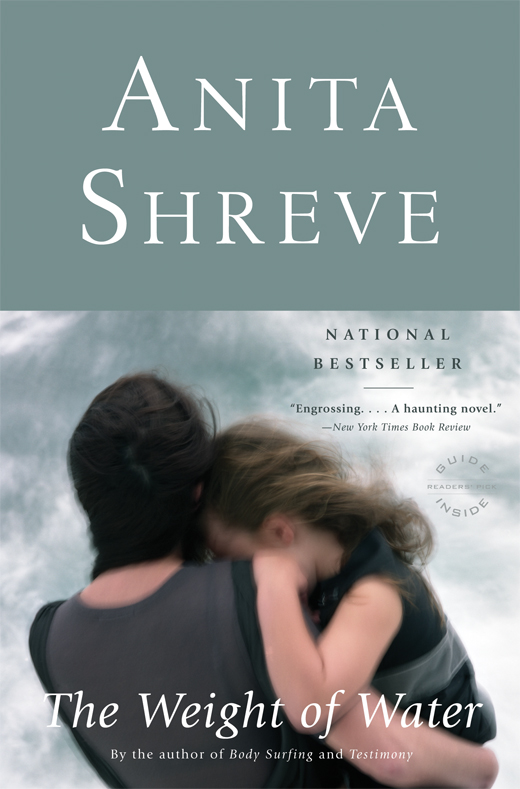 ANITA
SHREVE
NATIONAL
BESTSELLER
“Engrossing. . . . A haunting novel.”
—New York Times Book Review
GUIDE
READERS' PICK
INSIDE
The Weight of Water
By the author of Body Surfing and Testimony